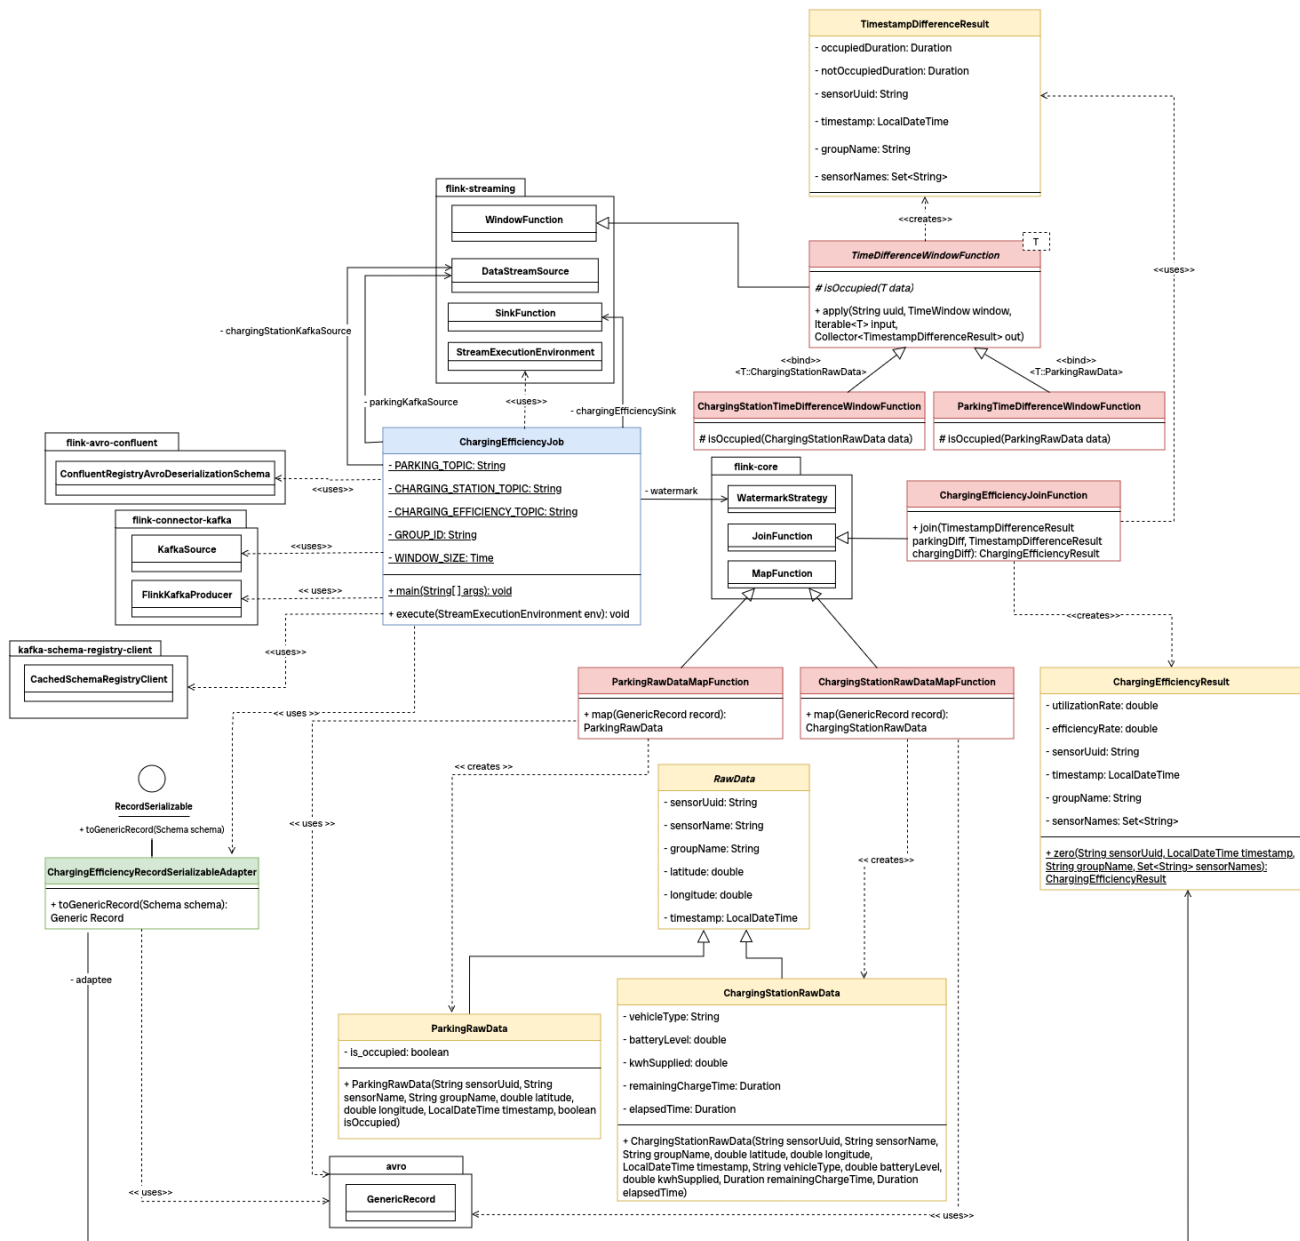 TimestampDifferenceResult
- occupiedDuration: Duration
- notOccupiedDuration: Duration
- sensorUuid: String
- timestamp: LocalDateTime
- groupName: String
- sensorNames: Set<String>
<<creates>>
<<uses>>
T
TimeDifferenceWindowFunction
# isOccupied(T data)
+ apply(String uuid, TimeWindow window,
Iterable<T> input,
Collector<TimestampDifferenceResult> out)
<<bind>>
<T::ChargingStationRawData>
<<bind>>
<T::ParkingRawData>
ChargingStationTimeDifferenceWindowFunction
# isOccupied(ChargingStationRawData data)
ParkingTimeDifferenceWindowFunction
# isOccupied(ParkingRawData data)
flink-streaming
WindowFunction
DataStreamSource
SinkFunction
StreamExecutionEnvironment
- chargingStationKafkaSource
- parkingKafkaSource
<<uses>>
- chargingEfficiencySink
ChargingEfficiencyJob
- PARKING_TOPIC: String
- CHARGING_STATION_TOPIC: String
- CHARGING_EFFICIENCY_TOPIC: String
- GROUP_ID: String
- WINDOW_SIZE: Time
+ main(String[] args): void
+ execute(StreamExecutionEnvironment env): void
flink-avro-confluent
ConfluentRegistryAvroDeserializationSchema
<<uses>>
flink-connector-kafka
KafkaSource
FlinkKafkaProducer
<<uses>>
<< uses>>
kafka-schema-registry-client
CachedSchemaRegistryClient
<<uses>>
<< uses >>
- watermark
flink-core
WatermarkStrategy
JoinFunction
MapFunction
ChargingEfficiencyJoinFunction
+ join(TimestampDifferenceResult
parkingDiff, TimestampDifferenceResult
chargingDiff): ChargingEfficiencyResult
<<creates>>
ParkingRawDataMapFunction
+ map(GenericRecord record):
ParkingRawData
ChargingStationRawDataMapFunction
+ map(GenericRecord record):
ChargingStationRawData
ChargingEfficiencyResult
- utilizationRate: double
- efficiencyRate: double
- sensorUuid: String
- timestamp: LocalDateTime
- groupName: String
- sensorNames: Set<String>
+ zero(String sensorUuid, LocalDateTime timestamp,
String groupName, Set<String> sensorNames):
ChargingEfficiencyResult
<< creates >>
<< uses >>
<< creates>>
RawData
- sensorUuid: String
- sensorName: String
- groupName: String
- latitude: double
- longitude: double
- timestamp: LocalDateTime
RecordSerializable
+ toGenericRecord(Schema schema)
ChargingEfficiencyRecordSerializableAdapter
+ toGenericRecord(Schema schema):
Generic Record
- adaptee
ParkingRawData
- is_occupied: boolean
+ ParkingRawData(String sensorUuid, String
sensorName, String groupName, double latitude,
double longitude, LocalDateTime timestamp, boolean
isOccupied)
ChargingStationRawData
- vehicleType: String
- batteryLevel: double
- kwhSupplied: double
- remainingChargeTime: Duration
- elapsedTime: Duration
+ ChargingStationRawData(String sensorUuid, String sensorName,
String groupName, double latitude, double longitude,
LocalDateTime timestamp, String vehicleType, double batteryLevel,
double kwhSupplied, Duration remainingChargeTime, Duration
elapsedTime)
avro
GenericRecord
<< uses>>
<< uses>>